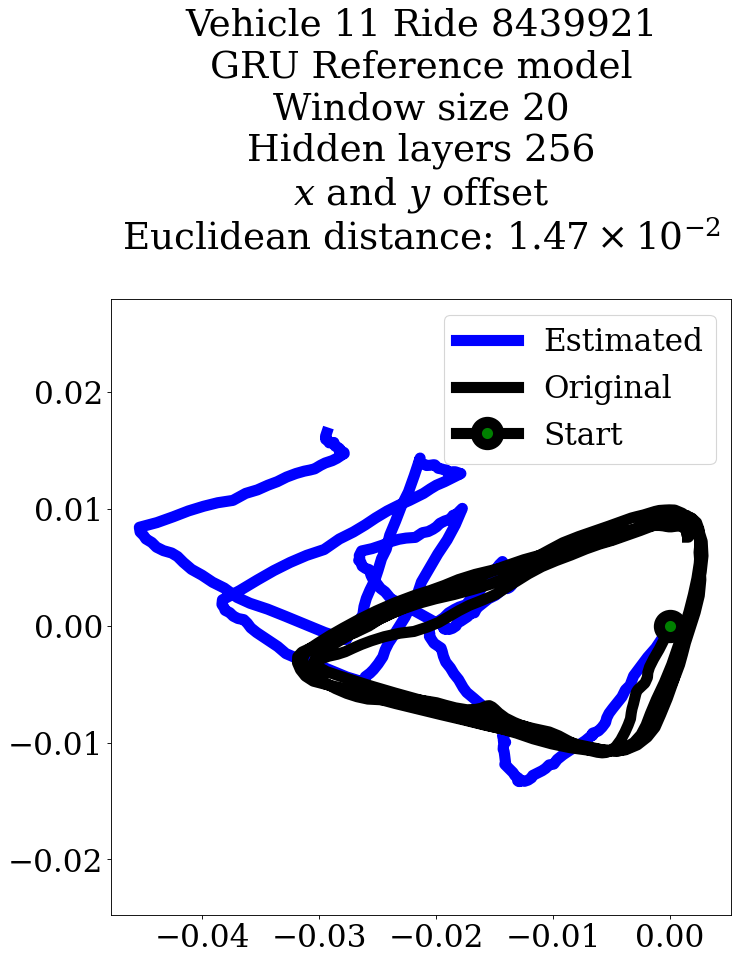 Vehicle 11 Ride 8439921
GRU Reference model
Window size 20
Hidden layers 256
x and y offset
Euclidean distance: 1.47 × 10⁻²
Estimated
Original
Start
0.02
0.01
0.00
−0.01
−0.02
−0.04 −0.03 −0.02 −0.01 0.00